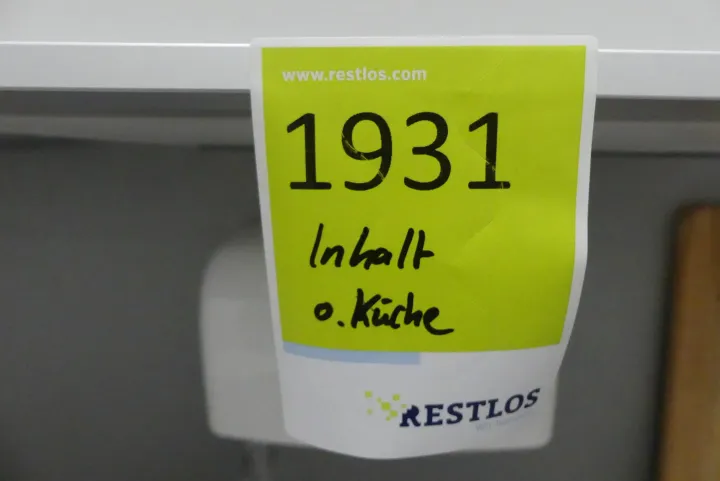 www.restlos.com
1931
Inhalt
o. Küche
RESTLOS